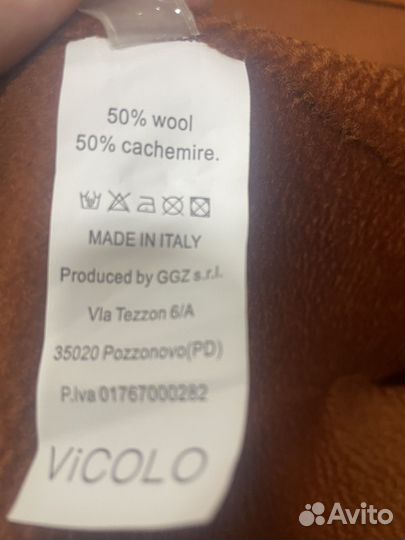 50% wool
50% cachemire.
MADE IN ITALY
Produced by GGZ s.r.l.
VIa Tezzon 6/A
35020 Pozzonovo(PD)
P.Iva 01767000282
ViCOLO
Avito